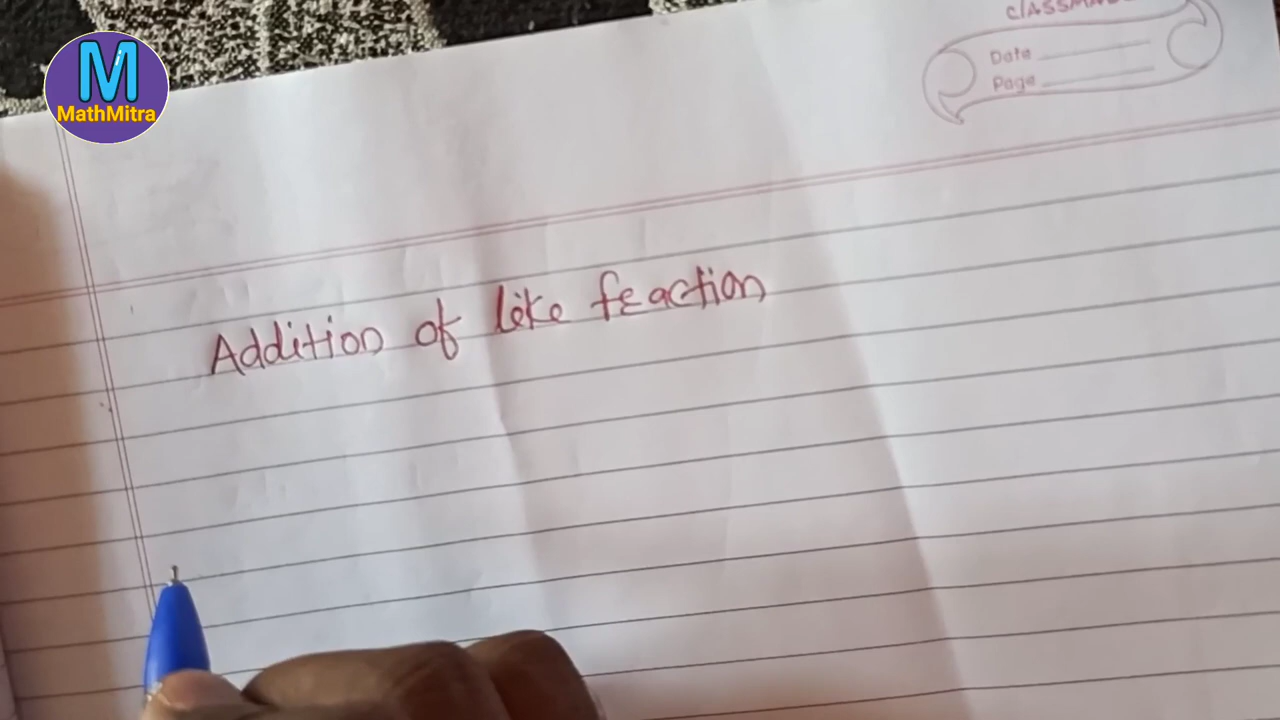 M
MathMitra
Date
Page
Addition of like feaction